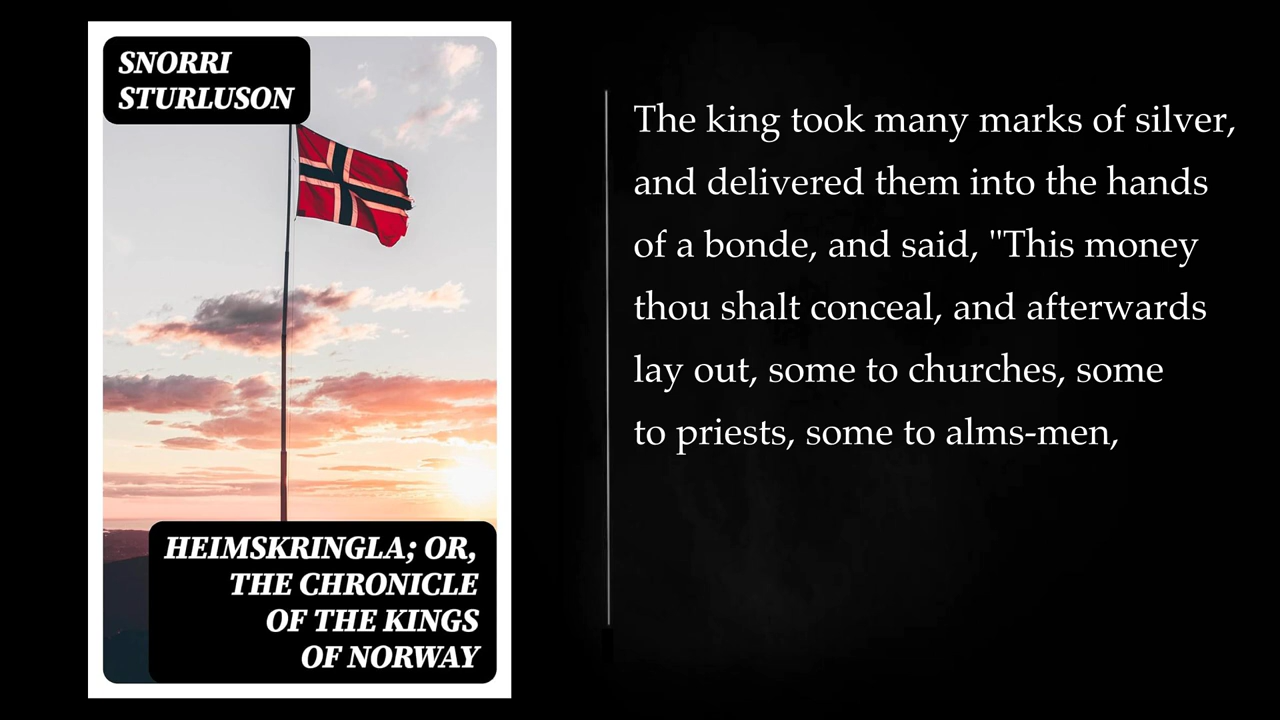 SNORRI
STURLUSON
HEIMSKRINGLA; OR,
THE CHRONICLE
OF THE KINGS
OF NORWAY
The king took many marks of silver,
and delivered them into the hands
of a bonde, and said, "This money
thou shalt conceal, and afterwards
lay out, some to churches, some
to priests, some to alms-men,